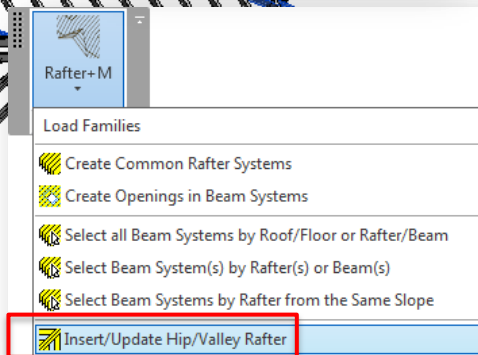 Rafter+M
Load Families
Create Common Rafter Systems
Create Openings in Beam Systems
Select all Beam Systems by Roof/Floor or Rafter/Beam
Select Beam System(s) by Rafter(s) or Beam(s)
Select Beam Systems by Rafter from the Same Slope
Insert/Update Hip/Valley Rafter